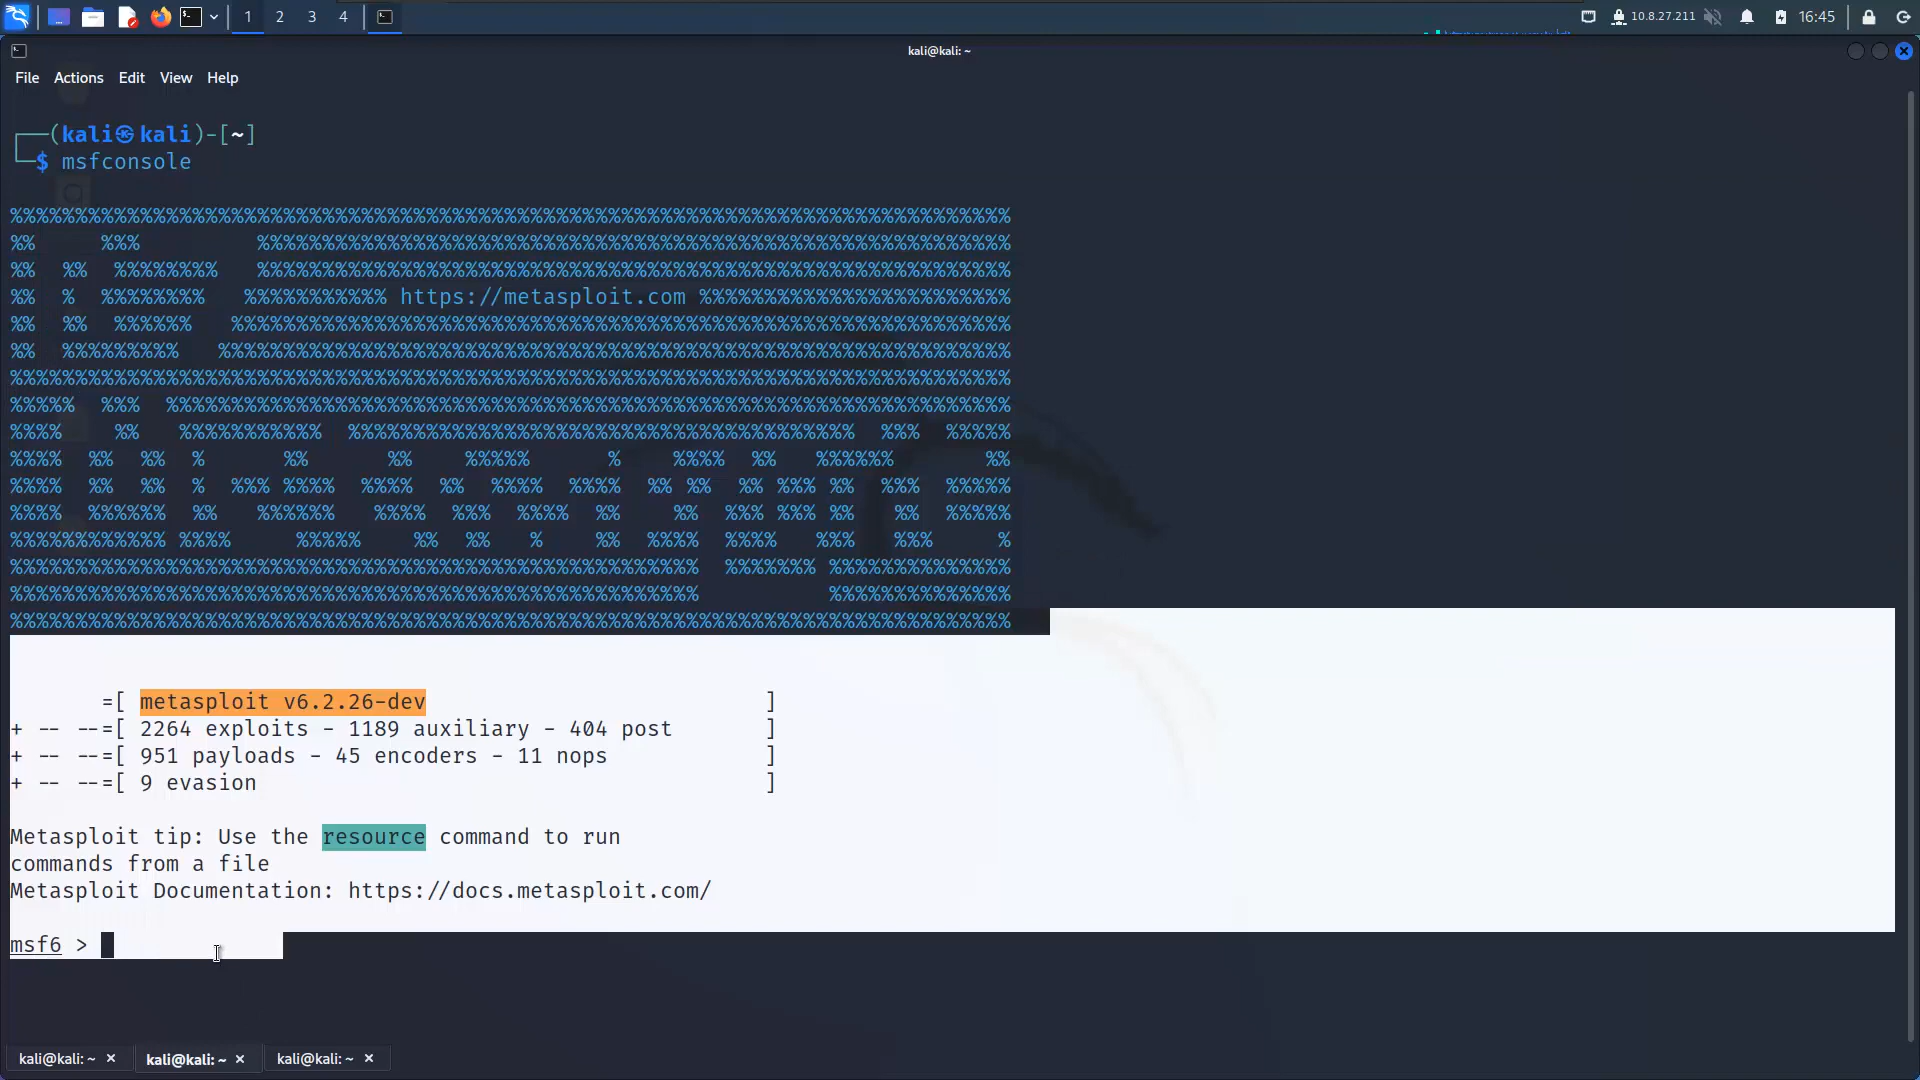 1 2 3 4 10.8.27.211 16:45
kali@kali: ~
File Actions Edit View Help
┌──(kali㉿kali)-[~]
└─$ msfconsole
%%%%%%%%%%%%%%%%%%%%%%%%%%%%%%%%%%%%%%%%%%%%%%%%%%%%%%%%%%%%%%%%%%%%%%%%%%%%%%%
%%     %%%         %%%%%%%%%%%%%%%%%%%%%%%%%%%%%%%%%%%%%%%%%%%%%%%%%%%%%%%%%%
%%  %%  %%%%%%%%   %%%%%%%%%%%%%%%%%%%%%%%%%%%%%%%%%%%%%%%%%%%%%%%%%%%%%%%%%%
%%  %  %%%%%%%%   %%%%%%%%%%% https://metasploit.com %%%%%%%%%%%%%%%%%%%%%%%%
%%  %%  %%%%%%   %%%%%%%%%%%%%%%%%%%%%%%%%%%%%%%%%%%%%%%%%%%%%%%%%%%%%%%%%%%%
%%  %%%%%%%%%   %%%%%%%%%%%%%%%%%%%%%%%%%%%%%%%%%%%%%%%%%%%%%%%%%%%%%%%%%%%%%
%%%%%%%%%%%%%%%%%%%%%%%%%%%%%%%%%%%%%%%%%%%%%%%%%%%%%%%%%%%%%%%%%%%%%%%%%%%%%%%
%%%%%  %%%  %%%%%%%%%%%%%%%%%%%%%%%%%%%%%%%%%%%%%%%%%%%%%%%%%%%%%%%%%%%%%%%%%
%%%%    %%   %%%%%%%%%%%  %%%%%%%%%%%%%%%%%%%%%%%%%%%%%%%%%%%%%%%  %%%  %%%%%
%%%%  %%  %%  %      %%      %%    %%%%%      %    %%%%  %%   %%%%%%       %%
%%%%  %%  %%  %  %%% %%%%  %%%%  %%  %%%%  %%%%  %% %%  %% %%% %%  %%%  %%%%%
%%%%  %%%%%%  %%   %%%%%%   %%%%  %%%  %%%%  %%    %%  %%% %%% %%   %%  %%%%%
%%%%%%%%%%%% %%%%     %%%%%    %%  %%   %    %%  %%%%  %%%%   %%%   %%%     %
%%%%%%%%%%%%%%%%%%%%%%%%%%%%%%%%%%%%%%%%%%%%%%%%%%%%%  %%%%%%% %%%%%%%%%%%%%%
%%%%%%%%%%%%%%%%%%%%%%%%%%%%%%%%%%%%%%%%%%%%%%%%%%%%%          %%%%%%%%%%%%%%
%%%%%%%%%%%%%%%%%%%%%%%%%%%%%%%%%%%%%%%%%%%%%%%%%%%%%%%%%%%%%%%%%%%%%%%%%%%%%%%
=[ metasploit v6.2.26-dev ]
+ -- --=[ 2264 exploits - 1189 auxiliary - 404 post ]
+ -- --=[ 951 payloads - 45 encoders - 11 nops ]
+ -- --=[ 9 evasion ]
Metasploit tip: Use the resource command to run
commands from a file
Metasploit Documentation: https://docs.metasploit.com/
msf6 >
kali@kali: ~ kali@kali: ~ kali@kali: ~